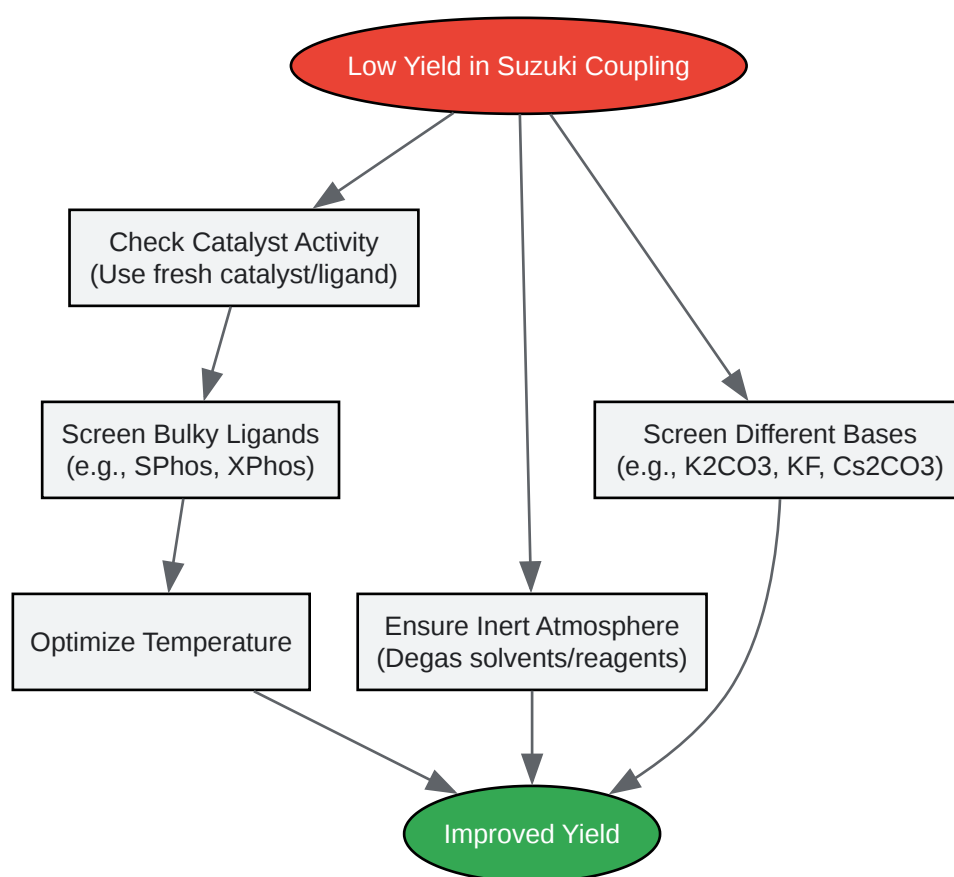 Low Yield in Suzuki Coupling
Check Catalyst Activity
(Use fresh catalyst/ligand)
Screen Bulky Ligands
(e.g., SPhos, XPhos)
Screen Different Bases
(e.g., K2CO3, KF, Cs2CO3)
Optimize Temperature
Ensure Inert Atmosphere
(Degas solvents/reagents)
Improved Yield